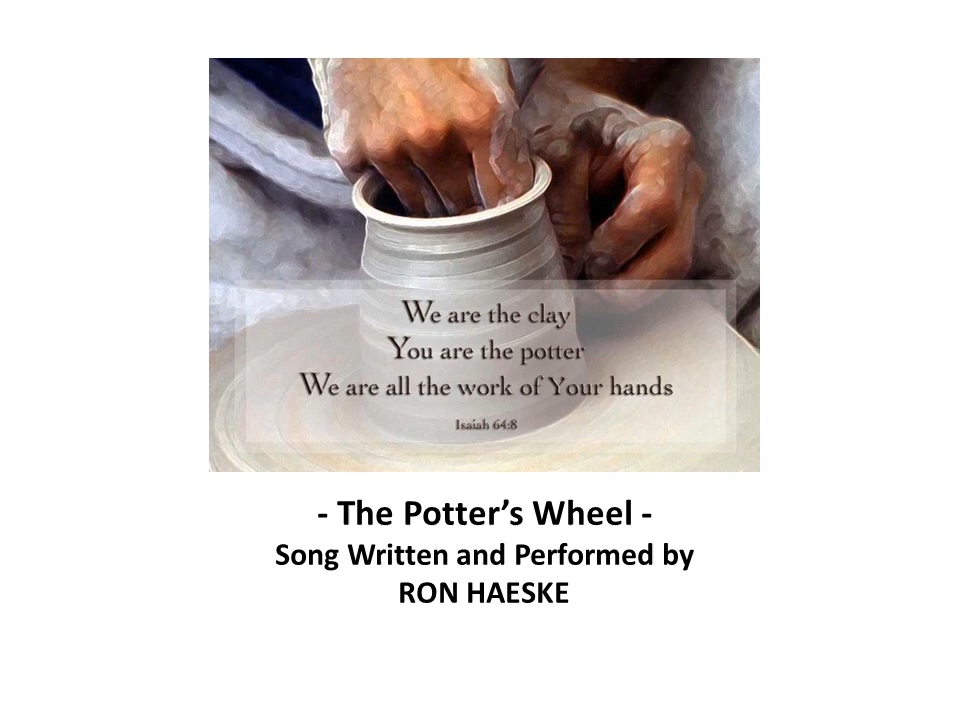 We are the clay
You are the potter
We are all the work of Your hands
Isaiah 64:8
- The Potter’s Wheel -
Song Written and Performed by
RON HAESKE